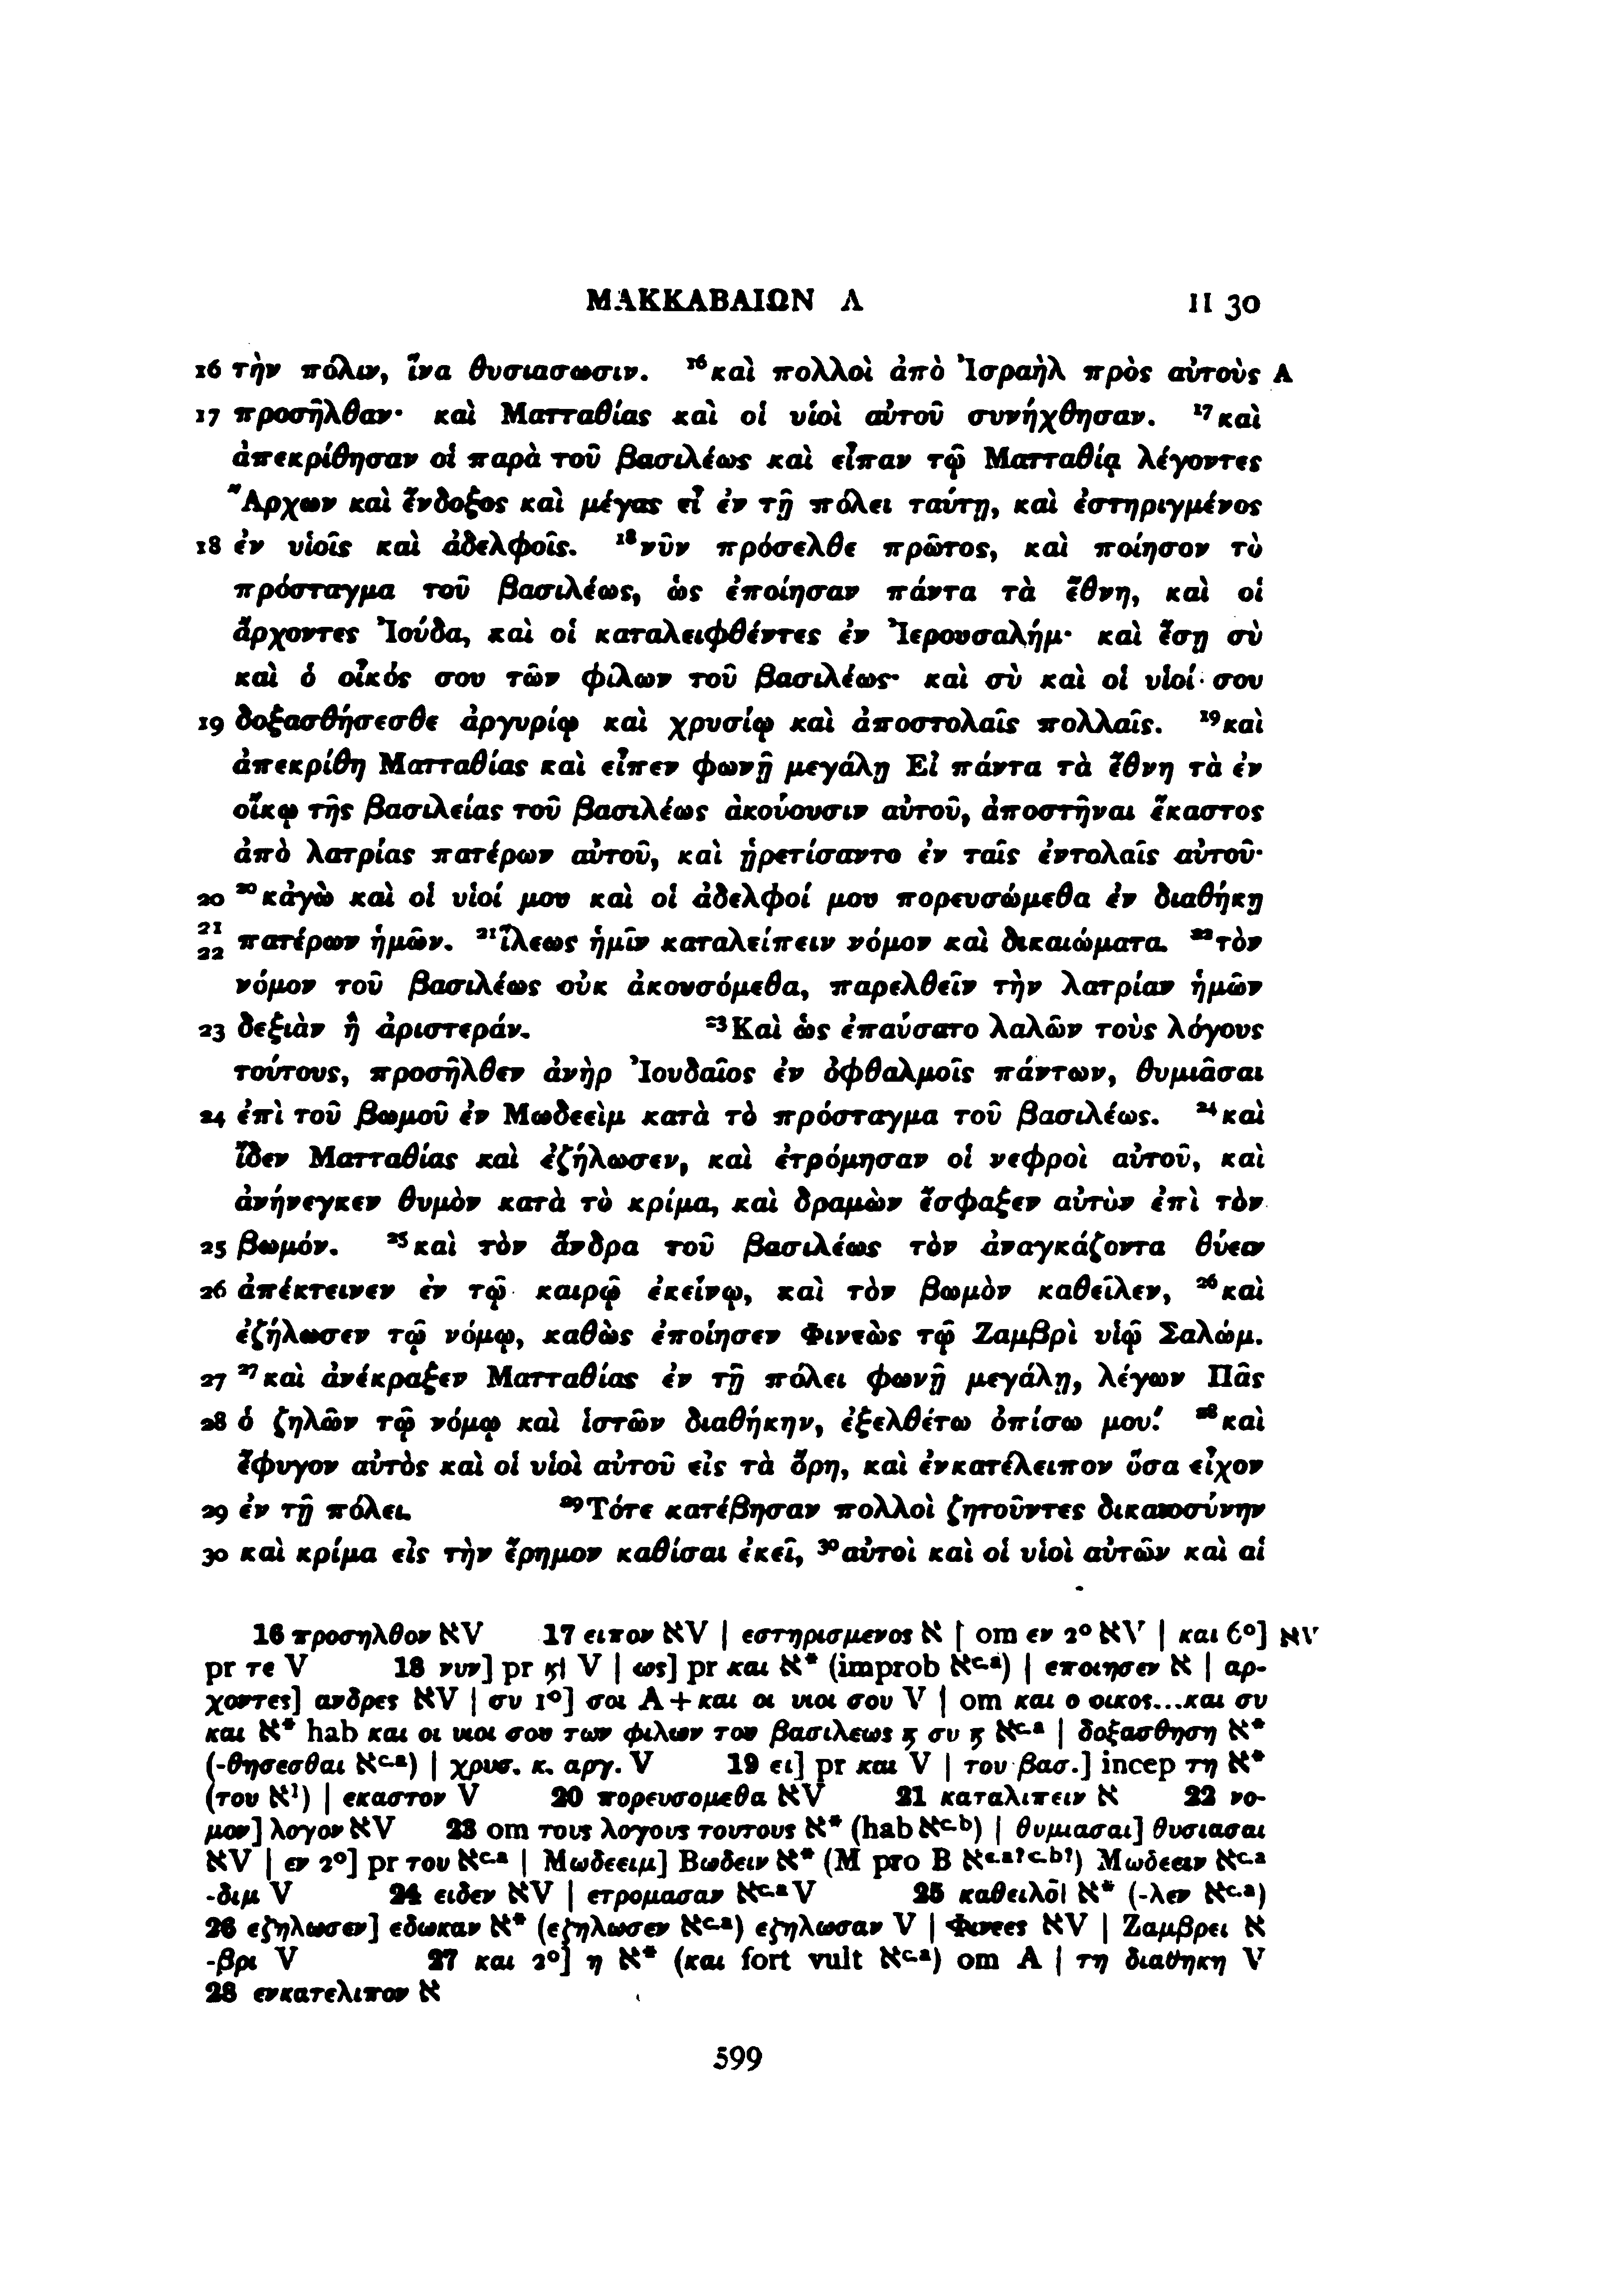 ΜΑΚΚΑΒΑΙΩΝ Α II 30
16 τὴν πόλιν, ἵνα θυσιασωσιν. ¹⁶καὶ πολλοὶ ἀπὸ Ἰσραὴλ πρὸς αὐτοὺς A
17 προσῆλθαν· καὶ Ματταθίας καὶ οἱ υἱοὶ αὐτοῦ συνήχθησαν. ¹⁷καὶ
ἀπεκρίθησαν οἱ παρὰ τοῦ βασιλέως καὶ εἶπαν τῷ Ματταθίᾳ λέγοντες
Ἄρχων καὶ ἔνδοξος καὶ μέγας εἶ ἐν τῇ πόλει ταύτῃ, καὶ ἐστηριγμένος
18 ἐν υἱοῖς καὶ ἀδελφοῖς. ¹⁸νῦν πρόσελθε πρῶτος, καὶ ποίησον τὸ
πρόσταγμα τοῦ βασιλέως, ὡς ἐποίησαν πάντα τὰ ἔθνη, καὶ οἱ
ἄρχοντες Ἰούδα, καὶ οἱ καταλειφθέντες ἐν Ἰερουσαλήμ· καὶ ἔσῃ σὺ
καὶ ὁ οἶκός σου τῶν φίλων τοῦ βασιλέως· καὶ σὺ καὶ οἱ υἱοί σου
19 δοξασθήσεσθε ἀργυρίῳ καὶ χρυσίῳ καὶ ἀποστολαῖς πολλαῖς. ¹⁹καὶ
ἀπεκρίθη Ματταθίας καὶ εἶπεν φωνῇ μεγάλῃ Εἰ πάντα τὰ ἔθνη τὰ ἐν
οἴκῳ τῆς βασιλείας τοῦ βασιλέως ἀκούουσιν αὐτοῦ, ἀποστῆναι ἕκαστος
ἀπὸ λατρίας πατέρων αὐτοῦ, καὶ ᾑρετίσαντο ἐν ταῖς ἐντολαῖς αὐτοῦ·
20 ²⁰κἀγὼ καὶ οἱ υἱοί μου καὶ οἱ ἀδελφοί μου πορευσώμεθα ἐν διαθήκῃ
21 22 πατέρων ἡμῶν. ²¹ἵλεως ἡμῖν καταλείπειν νόμον καὶ δικαιώματα. ²²τὸν
νόμον τοῦ βασιλέως οὐκ ἀκουσόμεθα, παρελθεῖν τὴν λατρίαν ἡμῶν
23 δεξιὰν ἢ ἀριστεράν. ²³Καὶ ὡς ἐπαύσατο λαλῶν τοὺς λόγους
τούτους, προσῆλθεν ἀνὴρ Ἰουδαῖος ἐν ὀφθαλμοῖς πάντων, θυμιᾶσαι
24 ἐπὶ τοῦ βωμοῦ ἐν Μωδεεὶμ κατὰ τὸ πρόσταγμα τοῦ βασιλέως. ²⁴καὶ
ἴδεν Ματταθίας καὶ ἐζήλωσεν, καὶ ἐτρόμησαν οἱ νεφροὶ αὐτοῦ, καὶ
ἀνήνεγκεν θυμὸν κατὰ τὸ κρίμα, καὶ δραμὼν ἔσφαξεν αὐτὸν ἐπὶ τὸν
25 βωμόν. ²⁵καὶ τὸν ἄνδρα τοῦ βασιλέως τὸν ἀναγκάζοντα θύειν
26 ἀπέκτεινεν ἐν τῷ καιρῷ ἐκείνῳ, καὶ τὸν βωμὸν καθεῖλεν, ²⁶καὶ
ἐζήλωσεν τῷ νόμῳ, καθὼς ἐποίησεν Φινεὼς τῷ Ζαμβρὶ υἱῷ Σαλώμ.
27 ²⁷καὶ ἀνέκραξεν Ματταθίας ἐν τῇ πόλει φωνῇ μεγάλῃ, λέγων Πᾶς
28 ὁ ζηλῶν τῷ νόμῳ καὶ ἱστῶν διαθήκην, ἐξελθέτω ὀπίσω μου. ²⁸καὶ
ἔφυγον αὐτὸς καὶ οἱ υἱοὶ αὐτοῦ εἰς τὰ ὄρη, καὶ ἐνκατέλειπον ὅσα εἶχον
29 ἐν τῇ πόλει. ²⁹Τότε κατέβησαν πολλοὶ ζητοῦντες δικαιοσύνην
30 καὶ κρίμα εἰς τὴν ἔρημον καθίσαι ἐκεῖ, ³⁰αὐτοὶ καὶ οἱ υἱοὶ αὐτῶν καὶ αἱ
16 προσηλθον אV 17 ειπον אV | εστηρισμενος א | om εν 2° אV | και 6°] אV
pr τε V 18 νυν] pr ϗ V | ως] pr και א* (improb אᶜ·ᵃ) | εποιησεν א | αρ-
χοντες] ανδρες אV | συ 1°] σοι A + και οι υιοι σου V | om και ο οικος...και συ
και א* hab και οι υιοι σου των φιλων του βασιλεως ϗ συ ϗ אᶜ·ᵃ | δοξασθηση א*
(-θησεσθαι אᶜ·ᵃ) | χρυσ. κ. αργ. V 19 ει] pr και V | του βασ.] incep τη א*
(του א¹) | εκαστον V 20 πορευσομεθα אV 21 καταλιπειν א 22 νο-
μον] λογον אV 23 om τους λογους τουτους א* (hab אᶜ·ᵇ) | θυμιασαι] θυσιασαι
אV | εν 2°] pr του אᶜ·ᵃ | Μωδεειμ] Βωδειν א* (M pro B אᶜ·ᵃ?ᶜ·ᵇ?) Μωδεειν אᶜ·ᵃ
-διμ V 24 ειδεν אV | ετρομασαν אᶜ·ᵃ V 25 καθειλο̄| א* (-λεν אᶜ·ᵃ)
26 εζηλωσεν] εδωκαν א* (εζηλωσεν אᶜ·ᵃ) εζηλωσαν V | Φινεες אV | Ζαμβρει א
-βρι V 27 και 2°] η א* (και fort vult אᶜ·ᵃ) om A | τη διαθηκη V
28 ενκατελιπον א
599